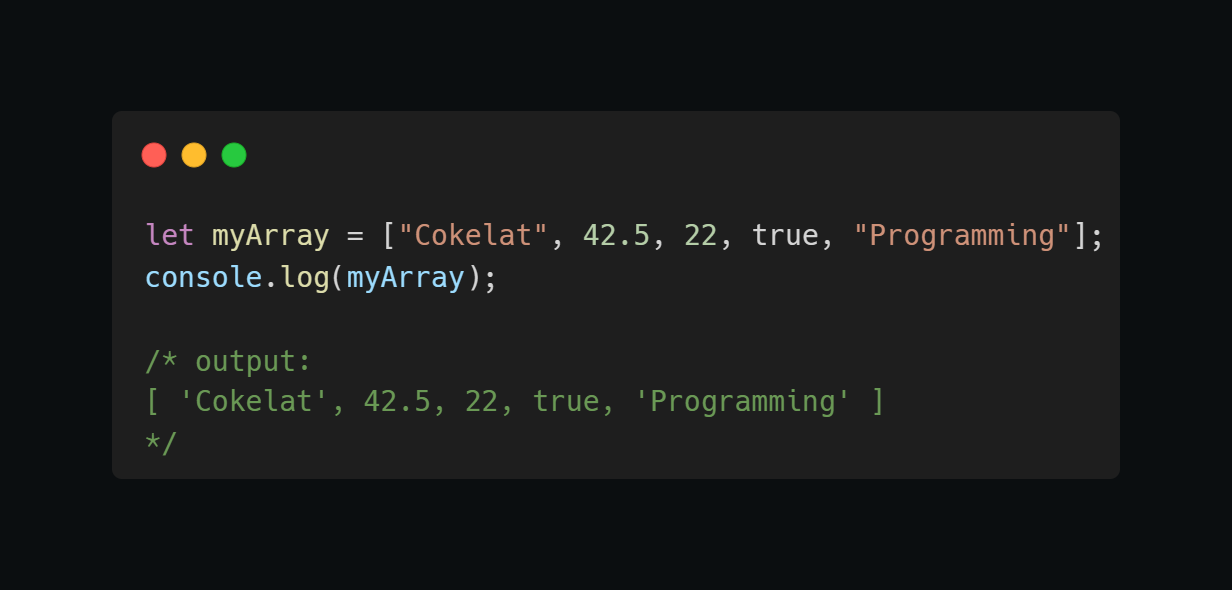 let myArray = ["Cokelat", 42.5, 22, true, "Programming"];
console.log(myArray);
/* output:
[ 'Cokelat', 42.5, 22, true, 'Programming' ]
*/